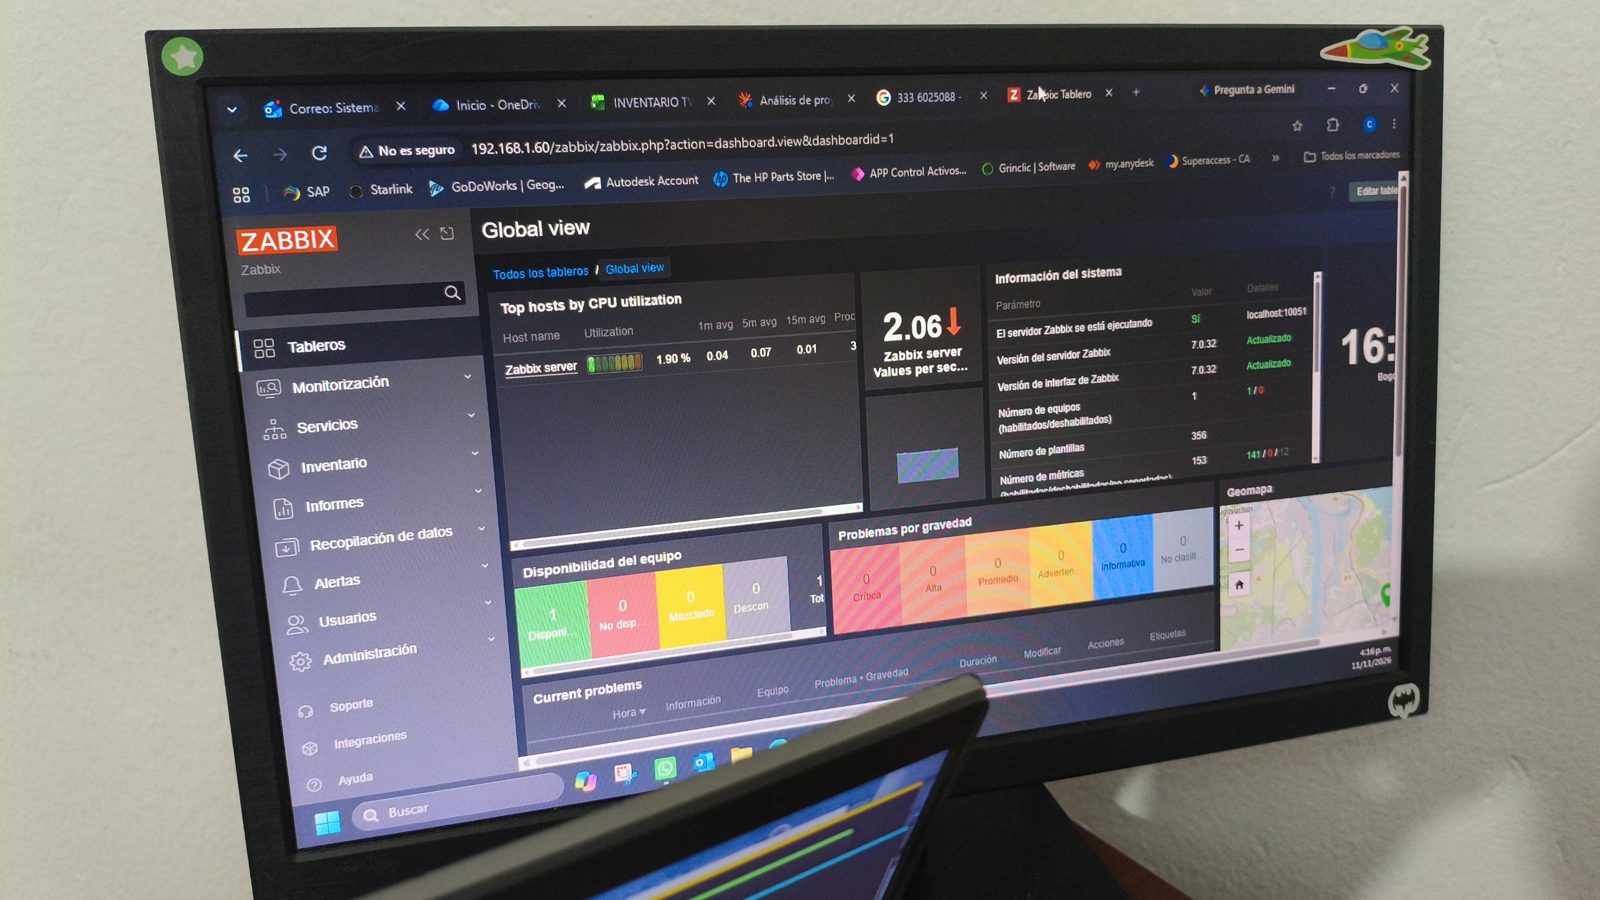 Correo: Sistema
Inicio - OneDriv
INVENTARIO TV
Análisis de pro
333 6025088 -
Zabbix: Tablero
Pregunta a Gemini
No es seguro
192.168.1.60/zabbix/zabbix.php?action=dashboard.view&dashboardid=1
SAP
Starlink
GoDoWorks | Geog...
Autodesk Account
The HP Parts Store |...
APP Control Activos...
Grinclic | Software
my.anydesk
Superaccess - CA
Todos los marcadores
ZABBIX
Zabbix
Tableros
Monitorización
Servicios
Inventario
Informes
Recopilación de datos
Alertas
Usuarios
Administración
Soporte
Integraciones
Ayuda
Global view
? Editar table
Todos los tableros / Global view
Top hosts by CPU utilization
Host name Utilization 1m avg 5m avg 15m avg Proc
Zabbix server 1.90 % 0.04 0.07 0.01 3
2.06
Zabbix server
Values per sec...
Información del sistema
Parámetro Valor Detalles
El servidor Zabbix se está ejecutando Sí localhost:10051
Versión del servidor Zabbix 7.0.32 Actualizado
Versión de interfaz de Zabbix 7.0.32 Actualizado
Número de equipos
(habilitados/deshabilitados) 1 1 / 0
Número de plantillas 356
Número de métricas 153 141 / 0 / 12
(habilitados/deshabilitados/no soportados)
16:
Bogo
Disponibilidad del equipo
1
Disponi...
0
No disp...
0
Mezclado
0
Descon...
1
Tot
Problemas por gravedad
0
Crítica
0
Alta
0
Promedio
0
Adverten
0
Informativa
0
No clasifi...
Geomapa
+
−
Current problems
Hora Información Equipo Problema • Gravedad Duración Modificar Acciones Etiquetas
Buscar
4:16 p.m.
11/11/2026